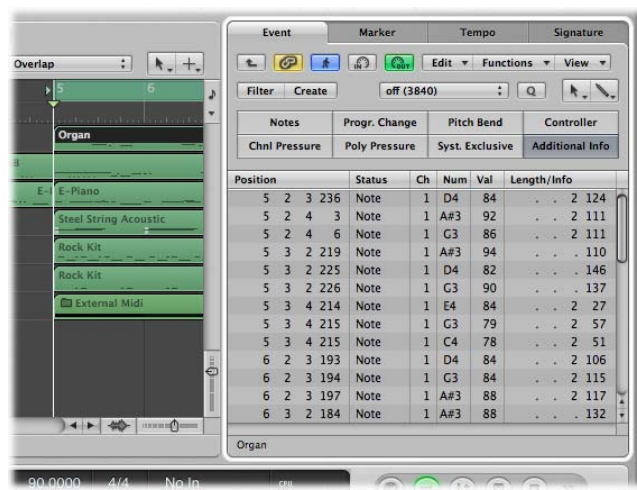 Event Marker Tempo Signature
Overlap
IN OUT Edit Functions View
5 6
Filter Create off (3840) Q
Notes Progr. Change Pitch Bend Controller
Organ
Chnl Pressure Poly Pressure Syst. Exclusive Additional Info
Position Status Ch Num Val Length/Info
E-Piano
Steel String Acoustic
Rock Kit
Rock Kit
External Midi
5 2 3 236 Note 1 D4 84 . . 2 124
5 2 4 3 Note 1 A#3 92 . . 2 111
5 2 4 6 Note 1 G3 86 . . 2 111
5 3 2 219 Note 1 A#3 94 . . . 110
5 3 2 225 Note 1 D4 82 . . . 146
5 3 2 226 Note 1 G3 90 . . . 137
5 3 4 214 Note 1 E4 84 . . 2 27
5 3 4 215 Note 1 G3 79 . . 2 57
5 3 4 215 Note 1 C4 78 . . 2 51
6 2 3 193 Note 1 D4 84 . . 2 106
6 2 3 194 Note 1 G3 84 . . 2 115
6 2 3 197 Note 1 A#3 88 . . 2 117
6 3 2 184 Note 1 A#3 88 . . . 132
Organ
90.0000 4/4 No In CPU